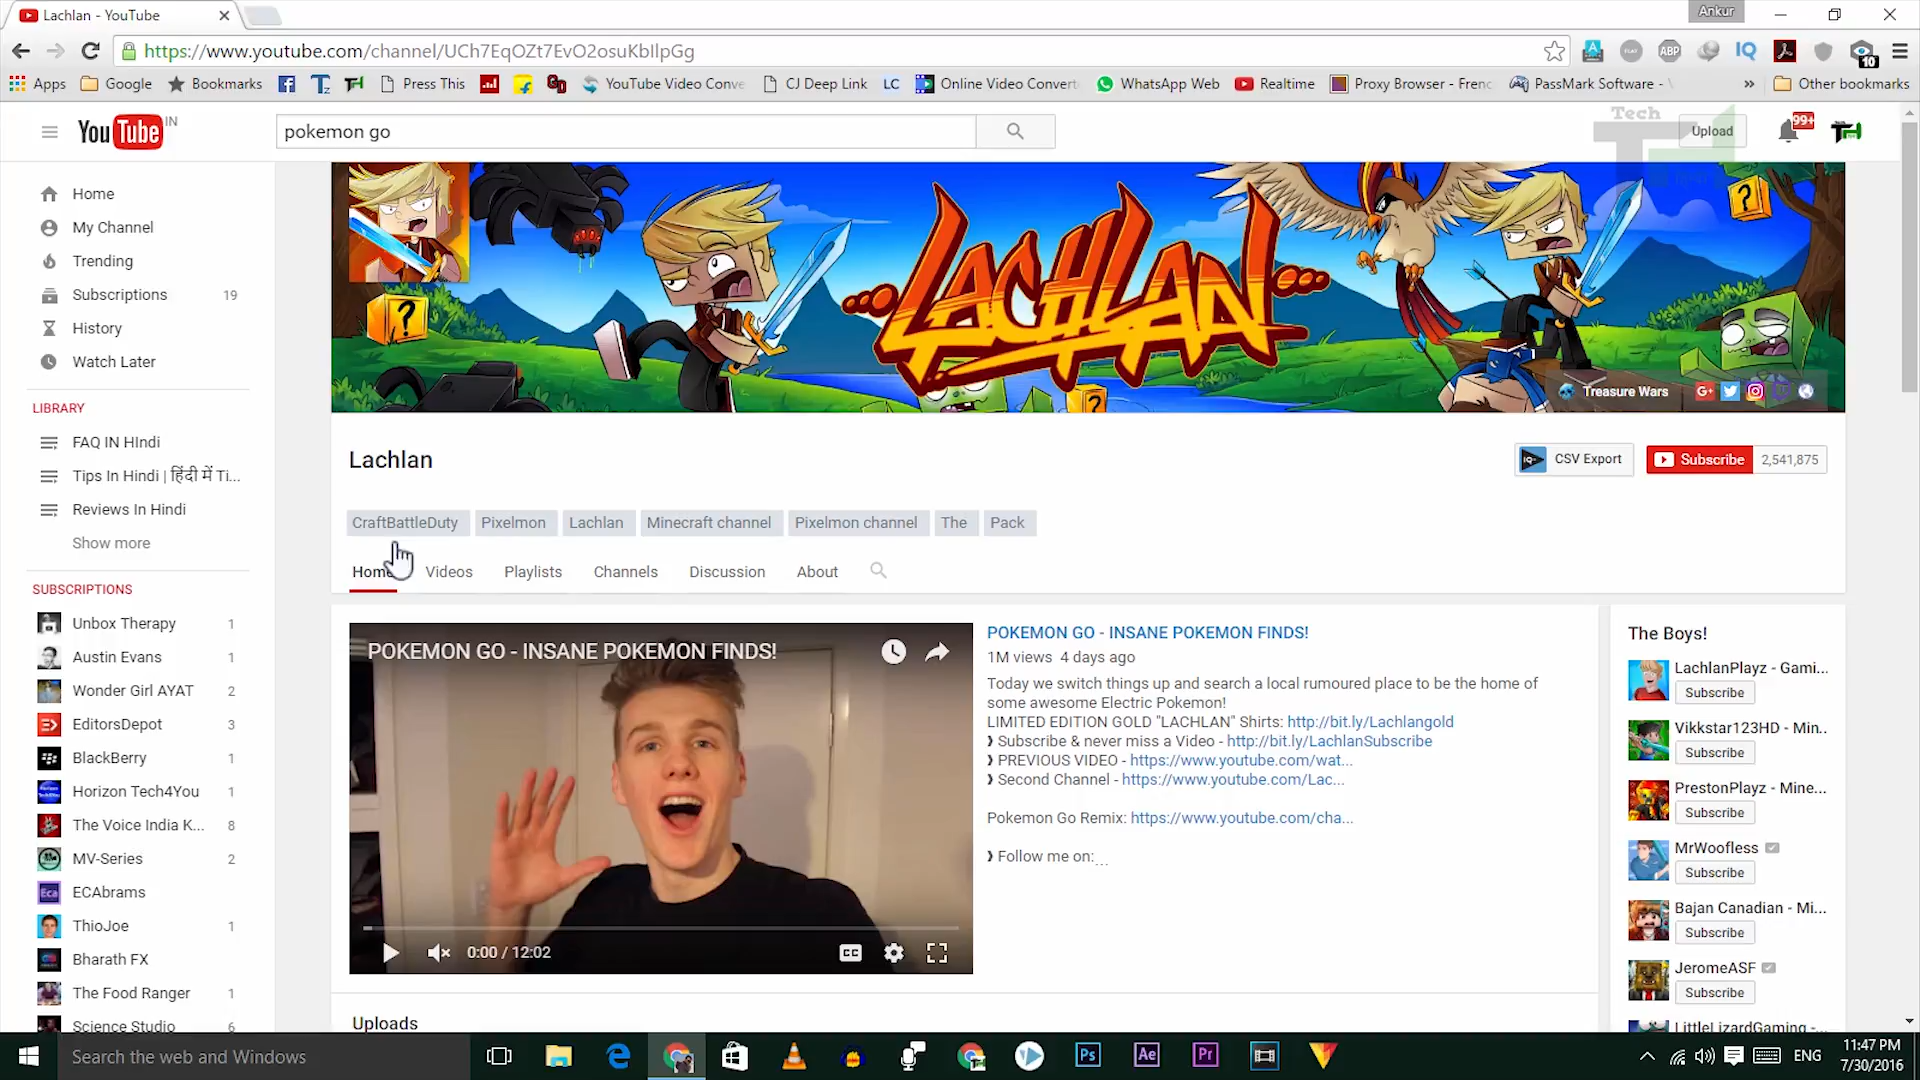 Lachlan - YouTube
Ankur
https://www.youtube.com/channel/UCh7EqOZt7EvO2osuKbIlpGg
ABP
IQ
10
Apps
Google
Bookmarks
Press This
YouTube Video Conve
CJ Deep Link
LC
Online Video Convert
WhatsApp Web
Realtime
Proxy Browser - Frenc
PassMark Software -
Other bookmarks
YouTube IN
pokemon go
Tech
Upload
99+
Home
My Channel
Trending
Subscriptions 19
History
Watch Later
LIBRARY
FAQ IN HIndi
Tips In Hindi | हिंदी में Ti...
Reviews In Hindi
Show more
SUBSCRIPTIONS
Unbox Therapy 1
Austin Evans 1
Wonder Girl AYAT 2
EditorsDepot 3
BlackBerry 1
Horizon Tech4You 1
The Voice India K... 8
MV-Series 2
ECAbrams
ThioJoe 1
Bharath FX
The Food Ranger 1
Science Studio 6
LACHLAN
Treasure Wars
Lachlan
CSV Export
Subscribe 2,541,875
CraftBattleDuty Pixelmon Lachlan Minecraft channel Pixelmon channel The Pack
Home Videos Playlists Channels Discussion About
POKEMON GO - INSANE POKEMON FINDS!
0:00 / 12:02
CC
POKEMON GO - INSANE POKEMON FINDS!
1M views 4 days ago
Today we switch things up and search a local rumoured place to be the home of
some awesome Electric Pokemon!
LIMITED EDITION GOLD "LACHLAN" Shirts: http://bit.ly/Lachlangold
❱ Subscribe & never miss a Video - http://bit.ly/LachlanSubscribe
❱ PREVIOUS VIDEO - https://www.youtube.com/wat...
❱ Second Channel - https://www.youtube.com/Lac...
Pokemon Go Remix: https://www.youtube.com/cha...
❱ Follow me on:...
Uploads
The Boys!
LachlanPlayz - Gami...
Subscribe
Vikkstar123HD - Min...
Subscribe
PrestonPlayz - Mine...
Subscribe
MrWoofless
Subscribe
Bajan Canadian - Mi...
Subscribe
JeromeASF
Subscribe
LittleLizardGaming -...
Search the web and Windows
Ps
Ae
Pr
ENG
11:47 PM
7/30/2016